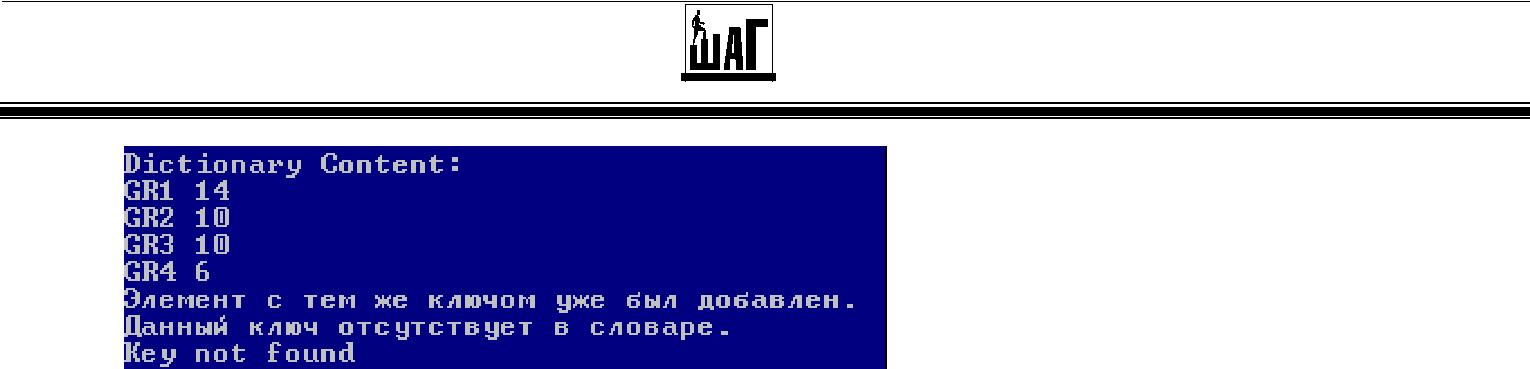 ШАГ
Dictionary Content:
GR1 14
GR2 10
GR3 10
GR4 6
Элемент с тем же ключом уже был добавлен.
Данный ключ отсутствует в словаре.
Key not found